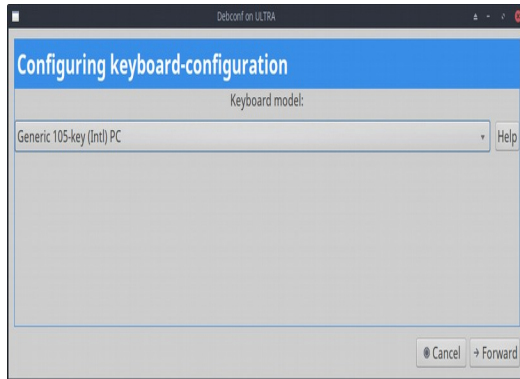 Debconf on ULTRA
Configuring keyboard-configuration
Keyboard model:
Generic 105-key (Intl) PC
Help
Cancel
Forward